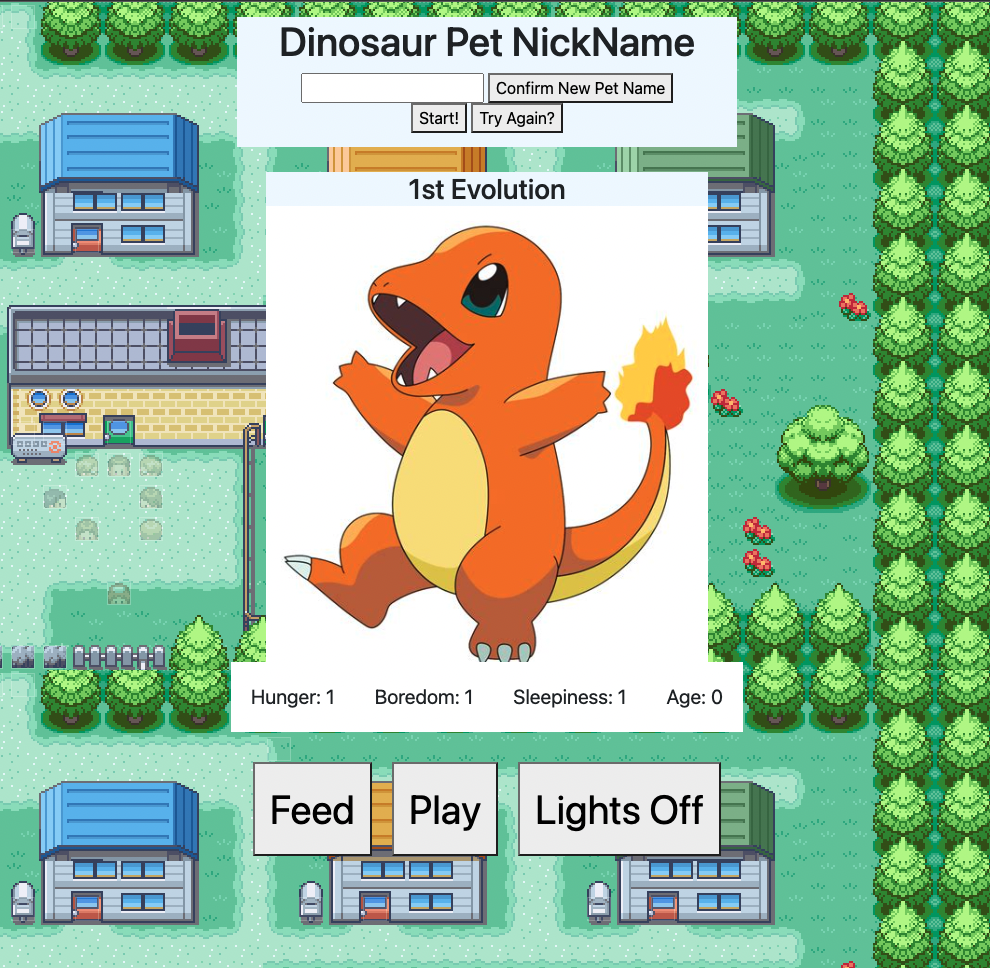 Dinosaur Pet NickName
Confirm New Pet Name
Start! Try Again?
1st Evolution
Hunger: 1 Boredom: 1 Sleepiness: 1 Age: 0
Feed Play Lights Off